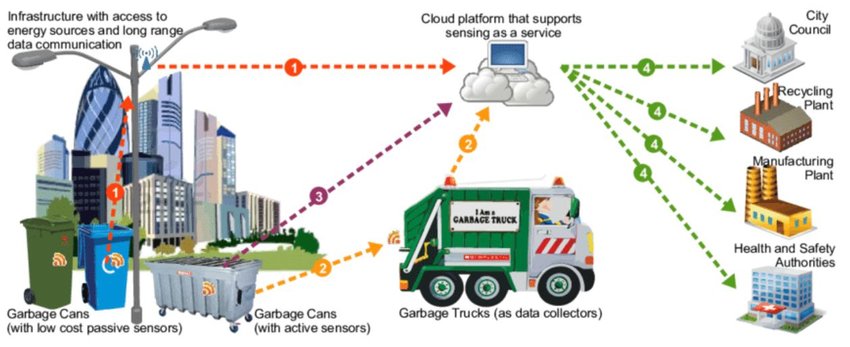 Infrastructure with access to
energy sources and long range
data communication
Cloud platform that supports
sensing as a service
City
Council
1
4
4
Recycling
Plant
4
2
Manufacturing
Plant
4
1
3
I Am a
GARBAGE TRUCK
2
Health and Safety
Authorities
Garbage Cans
(with low cost passive sensors)
Garbage Cans
(with active sensors)
Garbage Trucks (as data collectors)